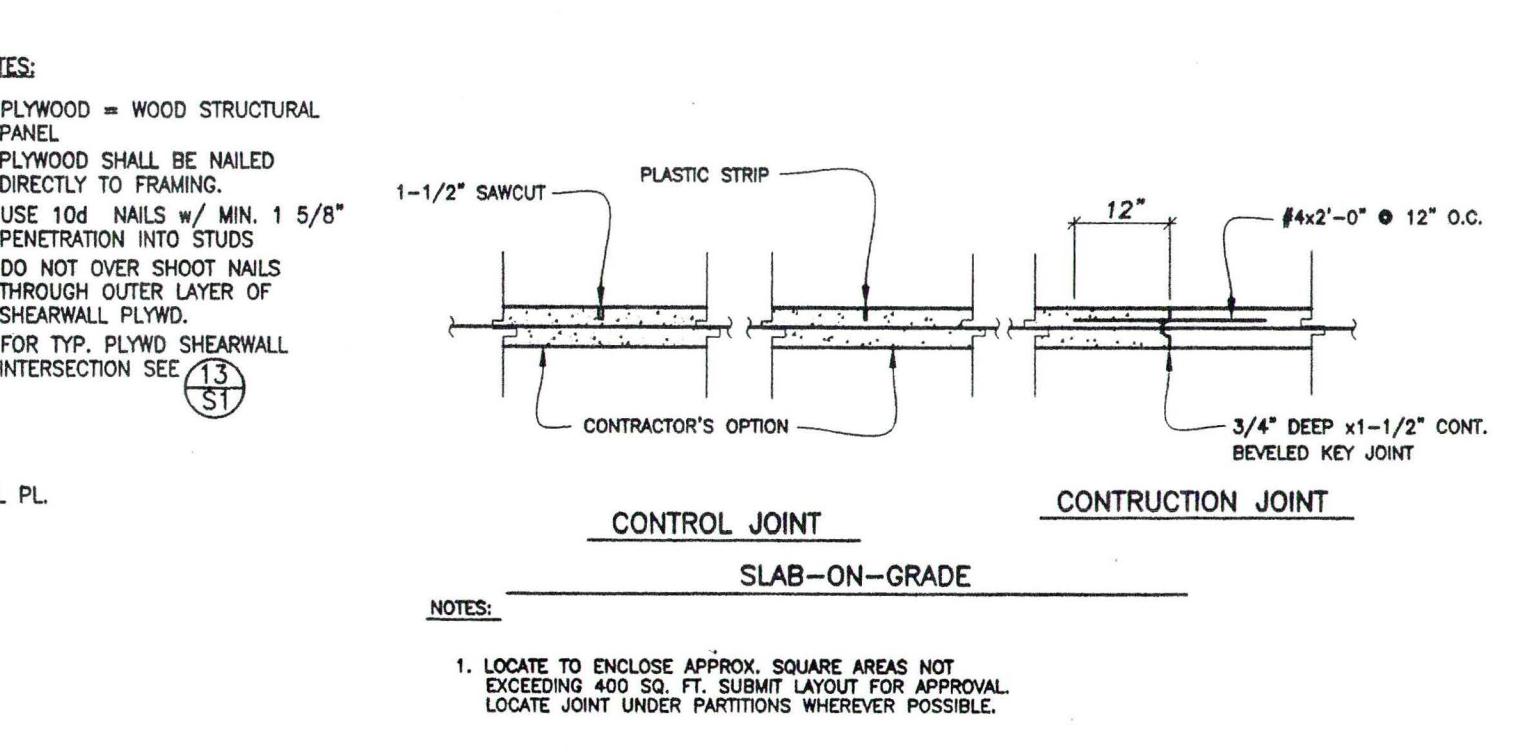 TES:
PLYWOOD = WOOD STRUCTURAL
PANEL
PLYWOOD SHALL BE NAILED
DIRECTLY TO FRAMING.
USE 10d NAILS w/ MIN. 1 5/8"
PENETRATION INTO STUDS
DO NOT OVER SHOOT NAILS
THROUGH OUTER LAYER OF
SHEARWALL PLYWD.
FOR TYP. PLYWD SHEARWALL
INTERSECTION SEE
13
S1
L PL.
1-1/2" SAWCUT
PLASTIC STRIP
12"
#4x2'-0" @ 12" O.C.
CONTRACTOR'S OPTION
3/4" DEEP x1-1/2" CONT.
BEVELED KEY JOINT
CONTROL JOINT
CONTRUCTION JOINT
SLAB-ON-GRADE
NOTES:
1. LOCATE TO ENCLOSE APPROX. SQUARE AREAS NOT
EXCEEDING 400 SQ. FT. SUBMIT LAYOUT FOR APPROVAL.
LOCATE JOINT UNDER PARTITIONS WHEREVER POSSIBLE.